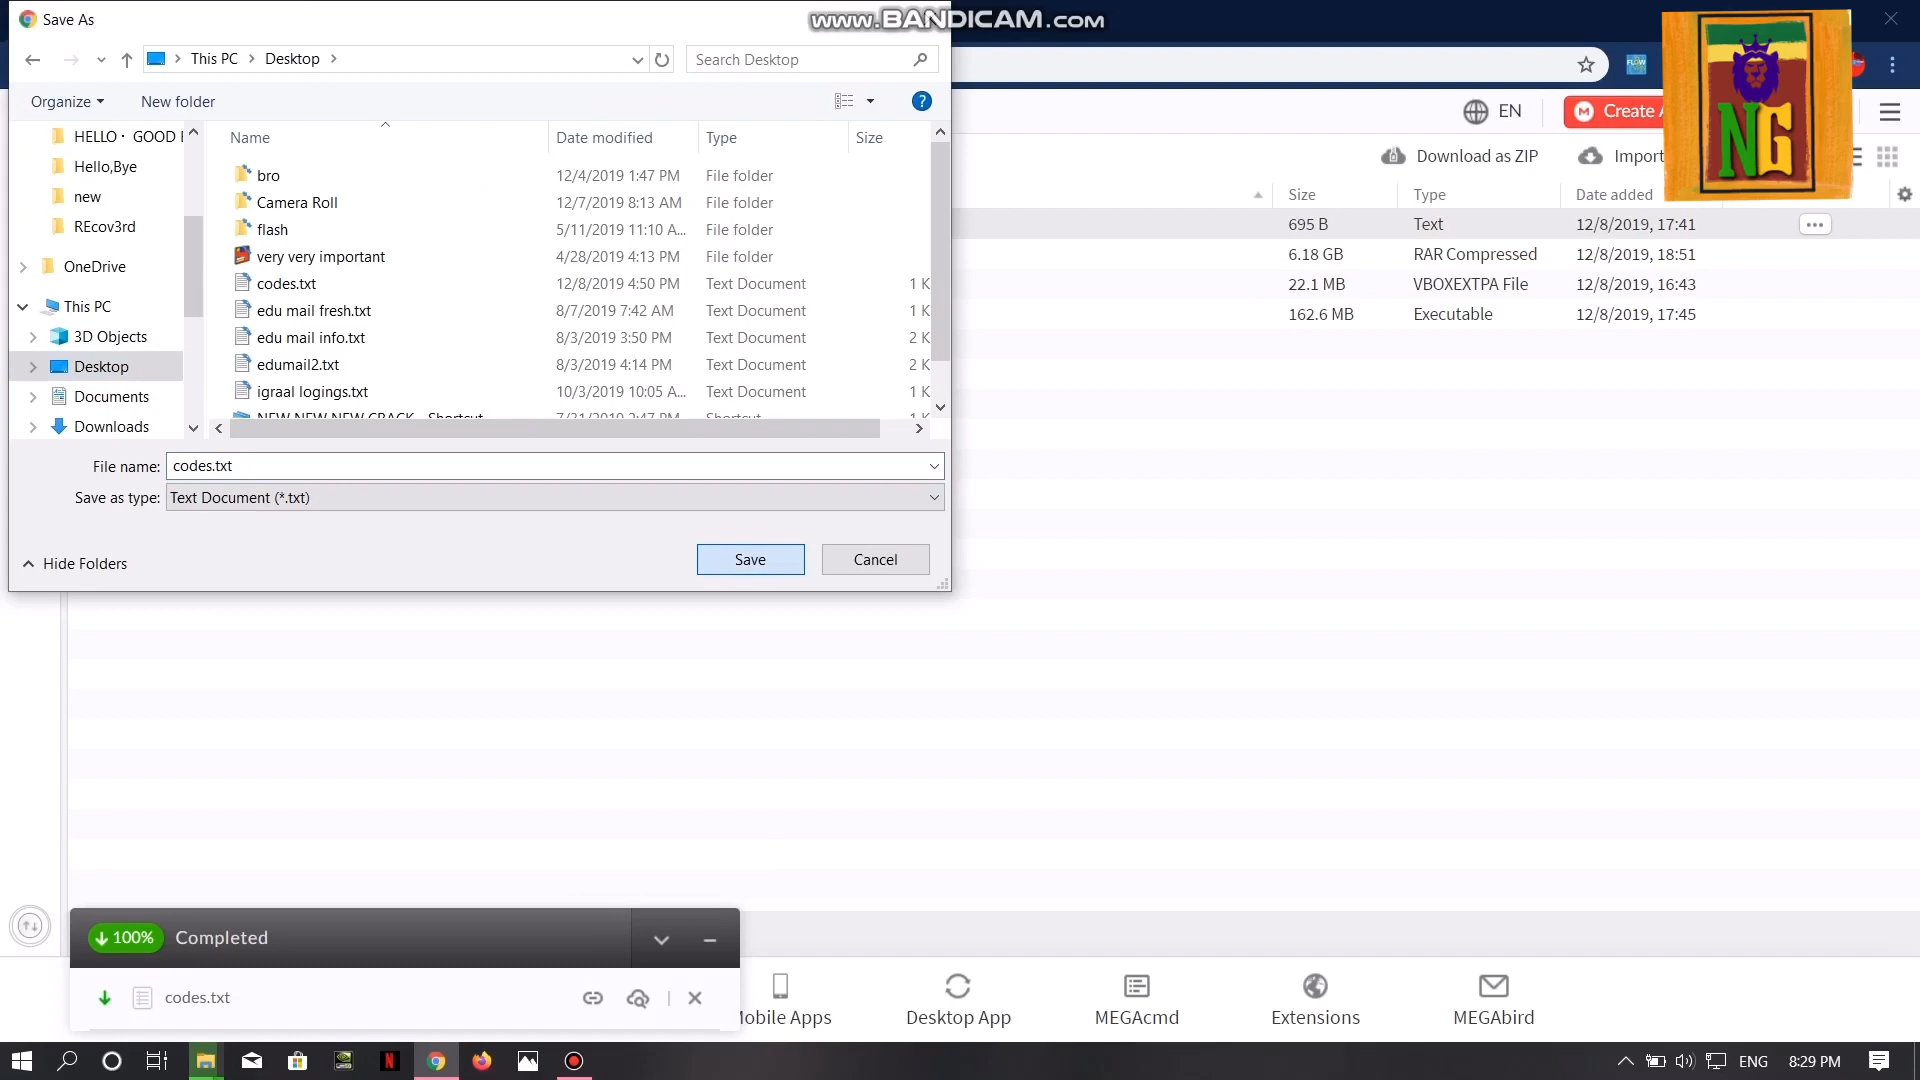 Save As
www.BANDICAM.com
This PC
Desktop
Search Desktop
EN
Create
Organize
New folder
Download as ZIP
Import
Name
Date modified
Type
Size
Size
Type
Date added
HELLO · GOOD
Hello,Bye
new
REcov3rd
OneDrive
This PC
3D Objects
Desktop
Documents
Downloads
bro 12/4/2019 1:47 PM File folder
Camera Roll 12/7/2019 8:13 AM File folder
flash 5/11/2019 11:10 A... File folder
very very important 4/28/2019 4:13 PM File folder
codes.txt 12/8/2019 4:50 PM Text Document 1 K
edu mail fresh.txt 8/7/2019 7:42 AM Text Document 1 K
edu mail info.txt 8/3/2019 3:50 PM Text Document 2 K
edumail2.txt 8/3/2019 4:14 PM Text Document 2 K
igraal logings.txt 10/3/2019 10:05 A... Text Document 1 K
NEW NEW NEW CRACK - Shortcut 7/31/2019 2:47 PM Shortcut 1 K
695 B Text 12/8/2019, 17:41
6.18 GB RAR Compressed 12/8/2019, 18:51
22.1 MB VBOXEXTPA File 12/8/2019, 16:43
162.6 MB Executable 12/8/2019, 17:45
NG
File name: codes.txt
Save as type: Text Document (*.txt)
Hide Folders
Save
Cancel
100% Completed
codes.txt
Mobile Apps
Desktop App
MEGAcmd
Extensions
MEGAbird
ENG
8:29 PM